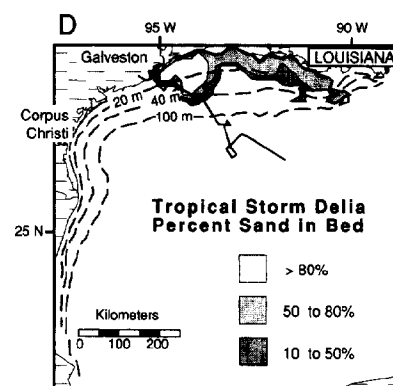 D
95 W
90 W
Galveston
LOUISIANA
20 m
40 m
100 m
Corpus
Christi
25 N
Tropical Storm Delia
Percent Sand in Bed
> 80%
50 to 80%
10 to 50%
Kilometers
0 100 200